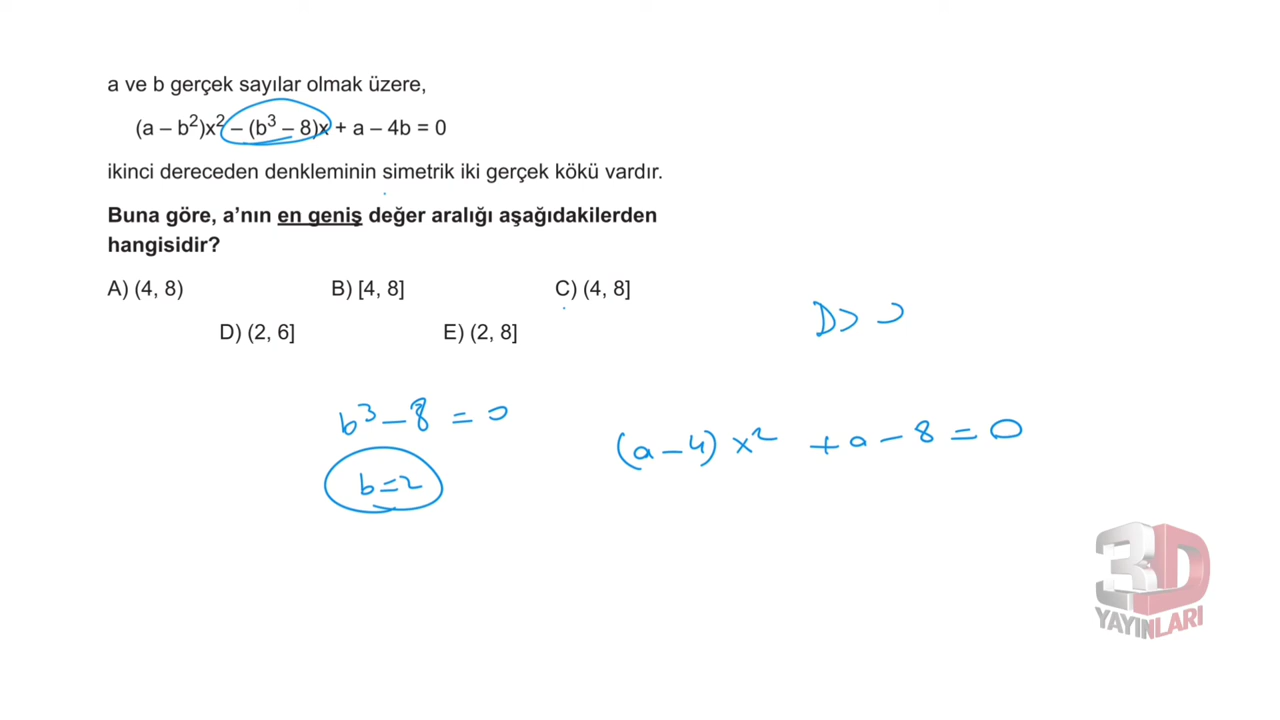 a ve b gerçek sayılar olmak üzere,
(a – b²)x² – (b³ – 8)x + a – 4b = 0
ikinci dereceden denkleminin simetrik iki gerçek kökü vardır.
Buna göre, a’nın en geniş değer aralığı aşağıdakilerden
hangisidir?
A) (4, 8) B) [4, 8] C) (4, 8]
D) (2, 6] E) (2, 8]
D>
b³ – 8 = 0
(a – 4) x² + a – 8 = 0
b = 2
3D
YAYINLARI